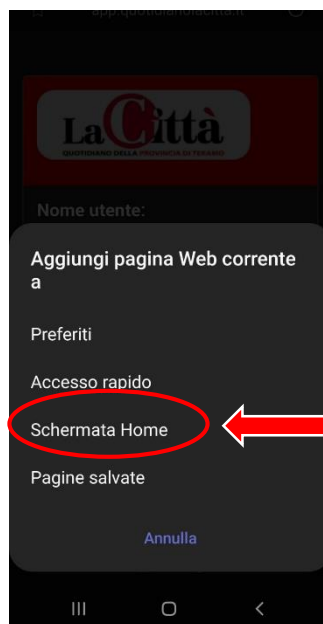 app.quotidianolacitta.it
La Città
QUOTIDIANO DELLA PROVINCIA DI TERAMO
Nome utente:
Aggiungi pagina Web corrente
a
Preferiti
Accesso rapido
Schermata Home
Pagine salvate
Annulla